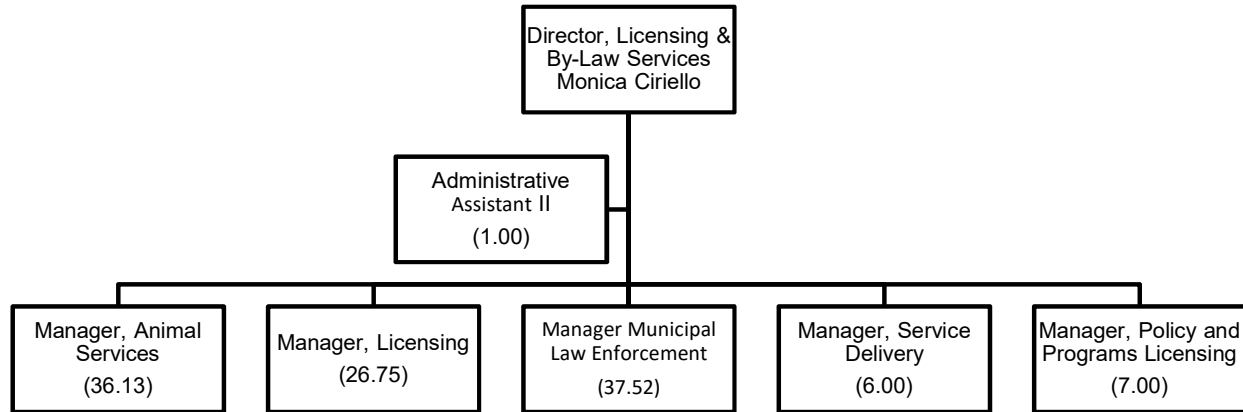 Director, Licensing &
By-Law Services
Monica Ciriello
Administrative
Assistant II
(1.00)
Manager, Animal
Services
(36.13)
Manager, Licensing
(26.75)
Manager Municipal
Law Enforcement
(37.52)
Manager, Service
Delivery
(6.00)
Manager, Policy and
Programs Licensing
(7.00)